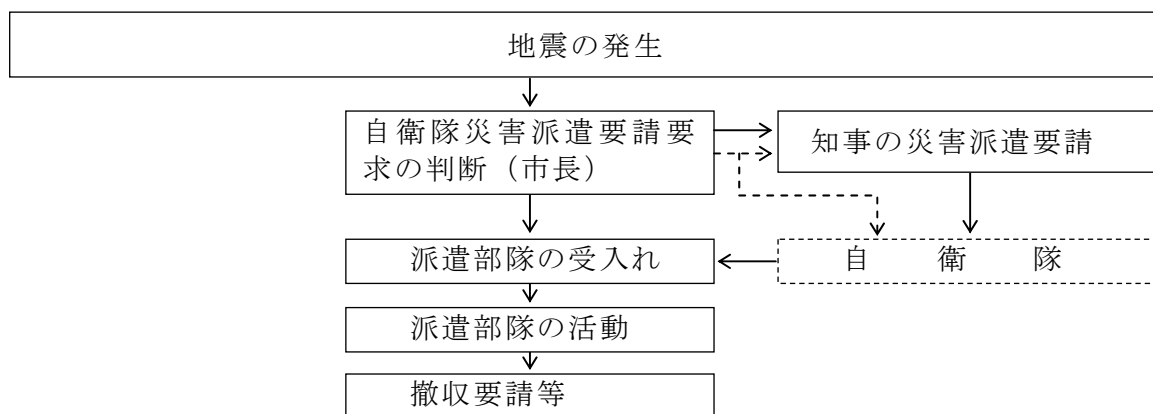 地震の発生
自衛隊災害派遣要請要
求の判断（市長）
知事の災害派遣要請
派遣部隊の受入れ
自衛隊
派遣部隊の活動
撤収要請等